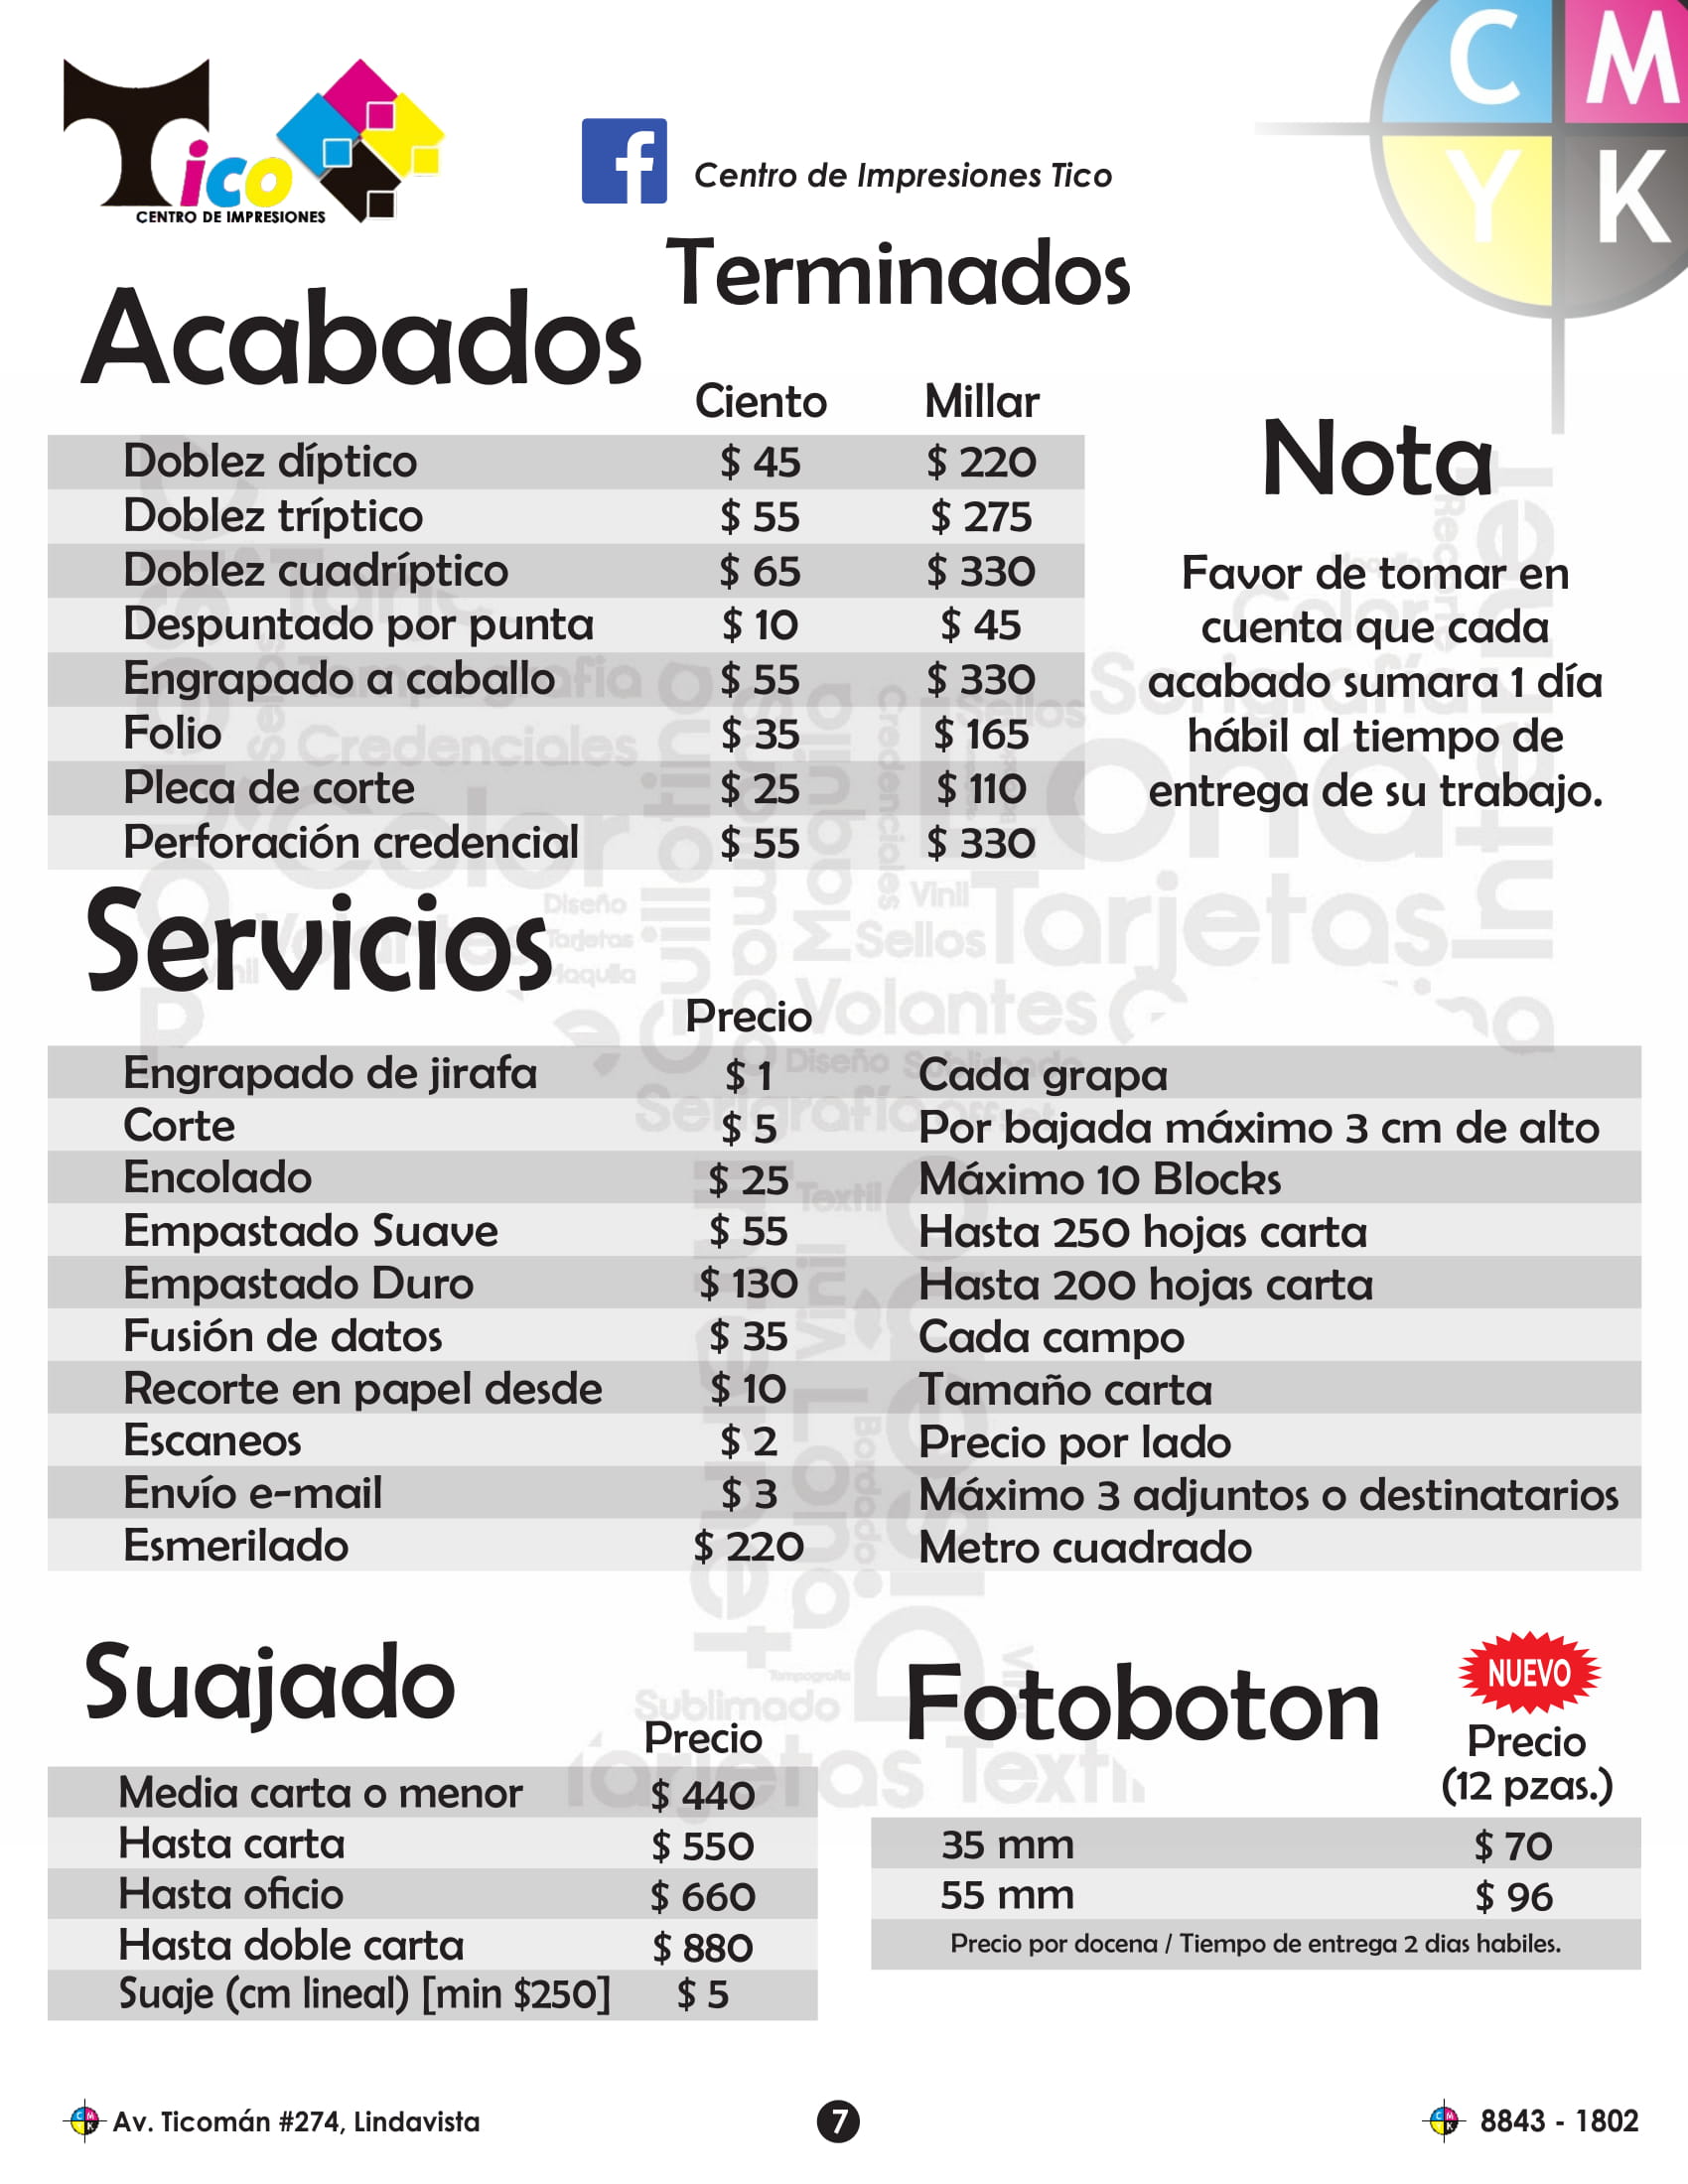 Tico
CENTRO DE IMPRESIONES
Centro de Impresiones Tico
C M
Y K
Terminados
Acabados
Ciento Millar
Doblez díptico $ 45 $ 220
Doblez tríptico $ 55 $ 275
Doblez cuadríptico $ 65 $ 330
Despuntado por punta $ 10 $ 45
Engrapado a caballo $ 55 $ 330
Folio $ 35 $ 165
Pleca de corte $ 25 $ 110
Perforación credencial $ 55 $ 330
Nota
Favor de tomar en
cuenta que cada
acabado sumara 1 día
hábil al tiempo de
entrega de su trabajo.
Servicios
Precio
Engrapado de jirafa $ 1 Cada grapa
Corte $ 5 Por bajada máximo 3 cm de alto
Encolado $ 25 Máximo 10 Blocks
Empastado Suave $ 55 Hasta 250 hojas carta
Empastado Duro $ 130 Hasta 200 hojas carta
Fusión de datos $ 35 Cada campo
Recorte en papel desde $ 10 Tamaño carta
Escaneos $ 2 Precio por lado
Envío e-mail $ 3 Máximo 3 adjuntos o destinatarios
Esmerilado $ 220 Metro cuadrado
Suajado
Precio
Media carta o menor $ 440
Hasta carta $ 550
Hasta oficio $ 660
Hasta doble carta $ 880
Suaje (cm lineal) [min $250] $ 5
Fotoboton
NUEVO
Precio
(12 pzas.)
35 mm $ 70
55 mm $ 96
Precio por docena / Tiempo de entrega 2 dias habiles.
Av. Ticomán #274, Lindavista
7
8843 - 1802